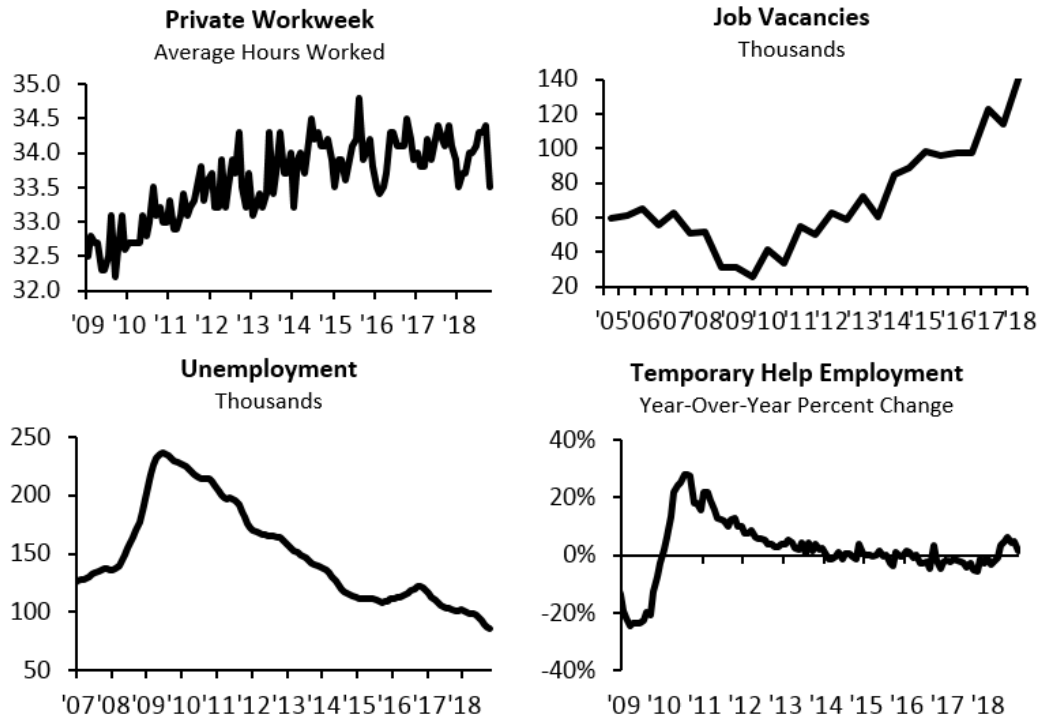 Private Workweek
Average Hours Worked
35.0
34.5
34.0
33.5
33.0
32.5
32.0
'09 '10 '11 '12 '13 '14 '15 '16 '17 '18
Job Vacancies
Thousands
140
120
100
80
60
40
20
'05'06'07'08'09'10'11'12'13'14'15'16'17'18
Unemployment
Thousands
250
200
150
100
50
'07'08'09'10'11'12'13'14'15'16'17'18
Temporary Help Employment
Year-Over-Year Percent Change
40%
20%
0%
-20%
-40%
'09 '10 '11 '12 '13 '14 '15 '16 '17 '18